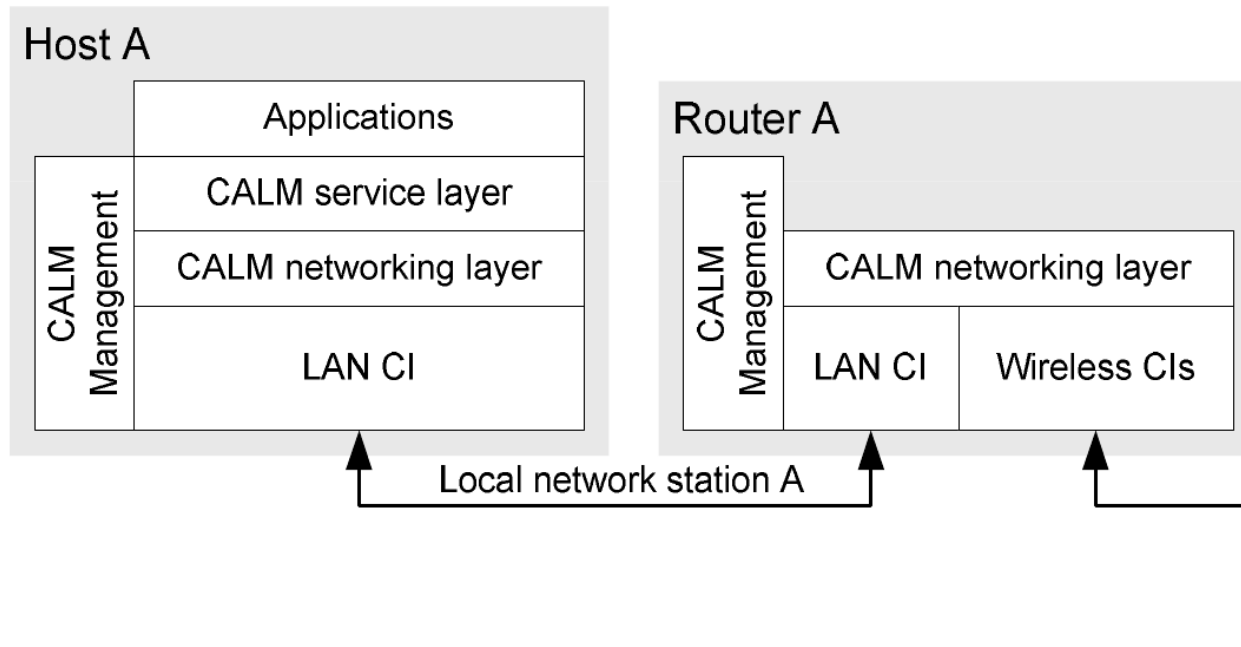 Host A
Applications
CALM service layer
CALM networking layer
LAN CI
CALM
Management
Router A
CALM
Management
CALM networking layer
LAN CI
Wireless CIs
Local network station A